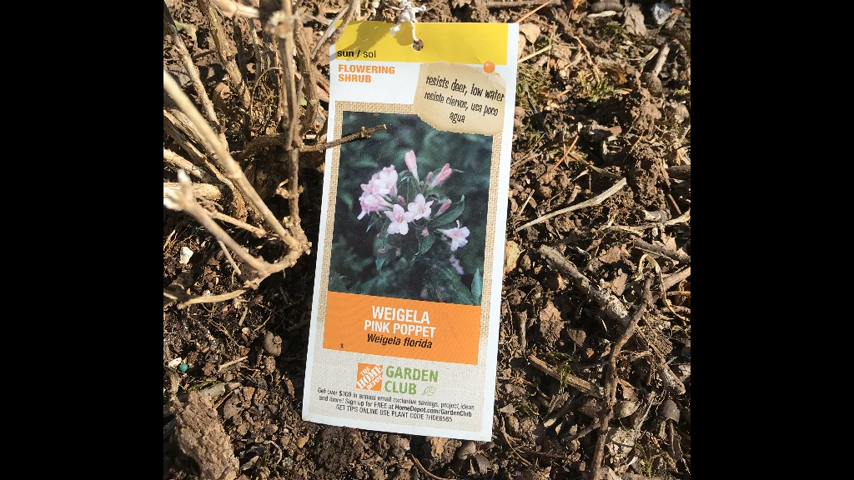 sun / sol
FLOWERING
SHRUB
resists deer, low water
resiste ciervos, usa poco
agua
WEIGELA
PINK POPPET
Weigela florida
THE HOME DEPOT
GARDEN
CLUB
Get over $300 in annual email exclusive savings, project ideas
and more! Sign up for FREE at HomeDepot.com/GardenClub
GET TIPS ONLINE USE PLANT CODE